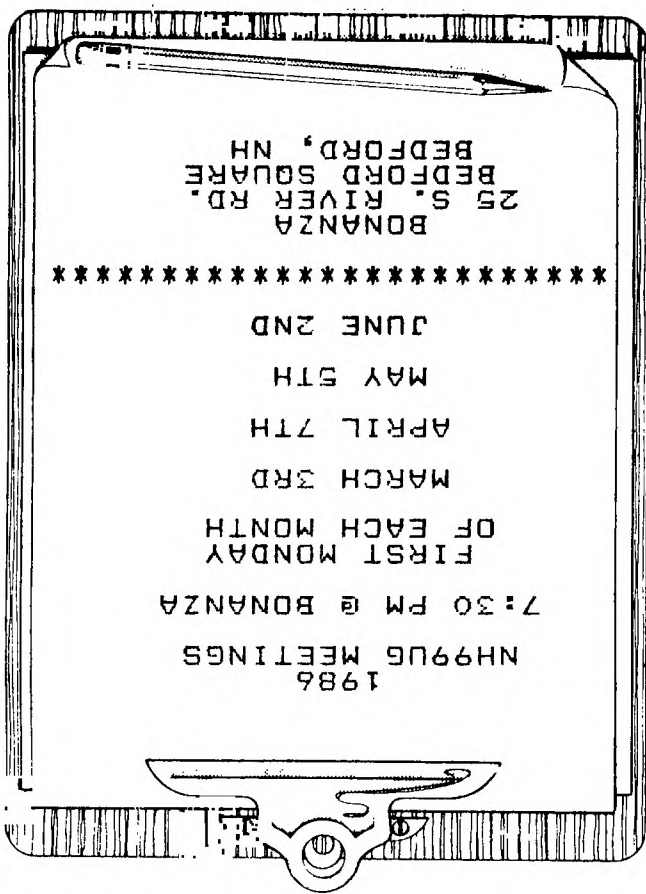 1986
NH99UG MEETINGS
7:30 PM @ BONANZA
FIRST MONDAY
OF EACH MONTH
MARCH 3RD
APRIL 7TH
MAY 5TH
JUNE 2ND
**************************
BONANZA
25 S. RIVER RD.
BEDFORD SQUARE
BEDFORD, NH